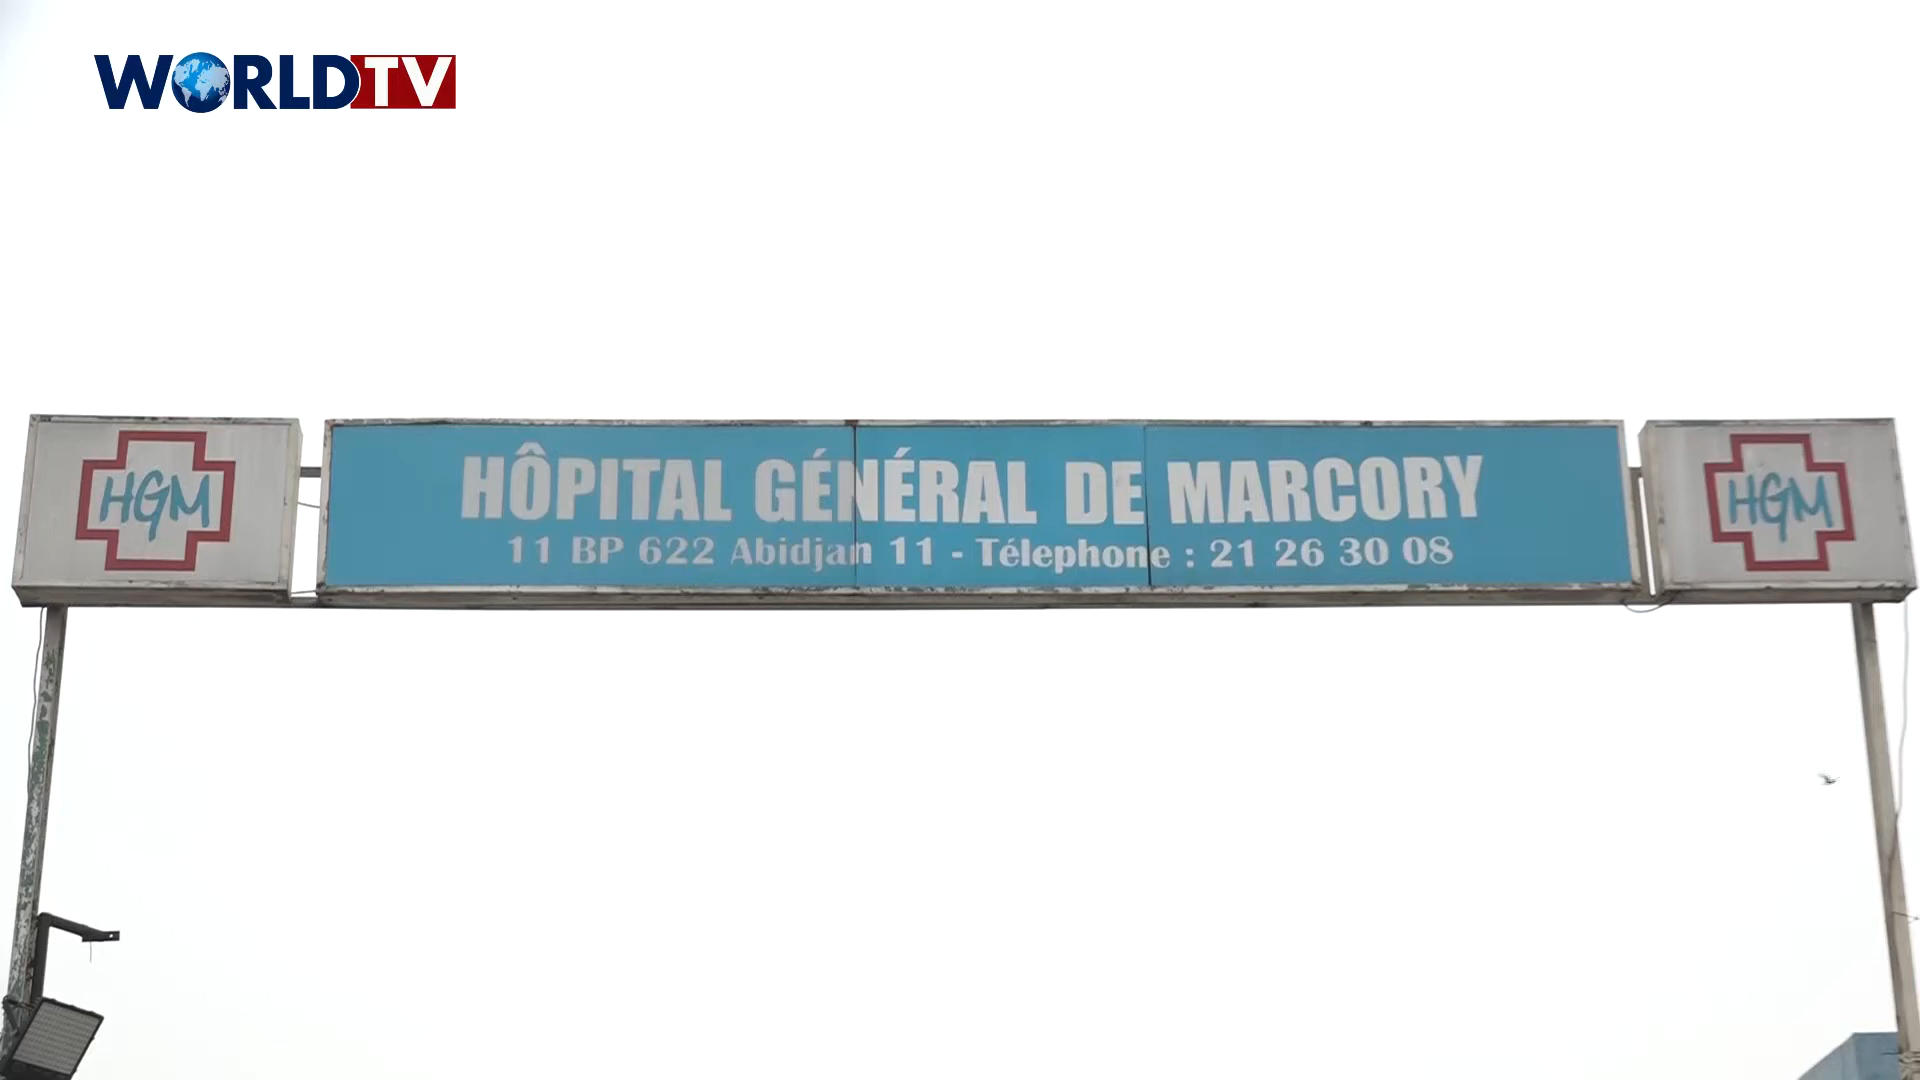 WORLDTV
HGM
HÔPITAL GÉNÉRAL DE MARCORY
11 BP 622 Abidjan 11 - Télephone : 21 26 30 08
HGM